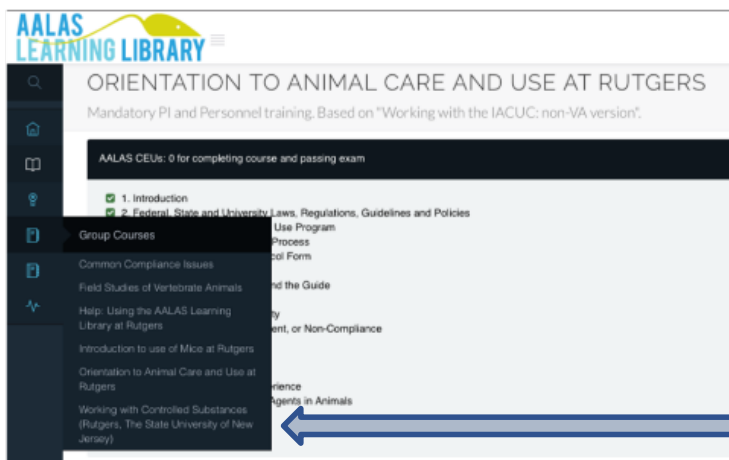 AALAS
LEARNING LIBRARY
ORIENTATION TO ANIMAL CARE AND USE AT RUTGERS
Mandatory PI and Personnel training. Based on "Working with the IACUC: non-VA version".
AALAS CEUs: 0 for completing course and passing exam
1. Introduction
2. Federal, State and University Laws, Regulations, Guidelines and Policies
Use Program
Process
col Form
nd the Guide
ty
ent, or Non-Compliance
rience
Agents in Animals
Group Courses
Common Compliance Issues
Field Studies of Vertebrate Animals
Help: Using the AALAS Learning
Library at Rutgers
Introduction to use of Mice at Rutgers
Orientation to Animal Care and Use at
Rutgers
Working with Controlled Substances
(Rutgers, The State University of New
Jersey)